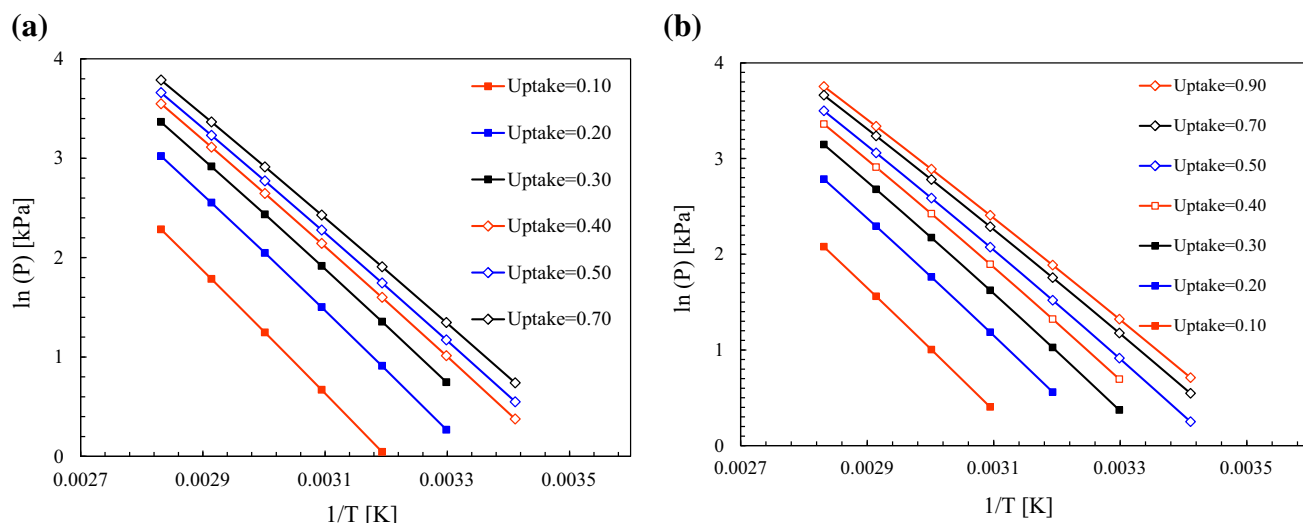 (a)
4
3
2
1
0
ln (P) [kPa]
0.0027
0.0029
0.0031
0.0033
0.0035
1/T [K]
Uptake=0.10
Uptake=0.20
Uptake=0.30
Uptake=0.40
Uptake=0.50
Uptake=0.70
(b)
4
3
2
1
0
ln (P) [kPa]
0.0027
0.0029
0.0031
0.0033
0.0035
1/T [K]
Uptake=0.90
Uptake=0.70
Uptake=0.50
Uptake=0.40
Uptake=0.30
Uptake=0.20
Uptake=0.10